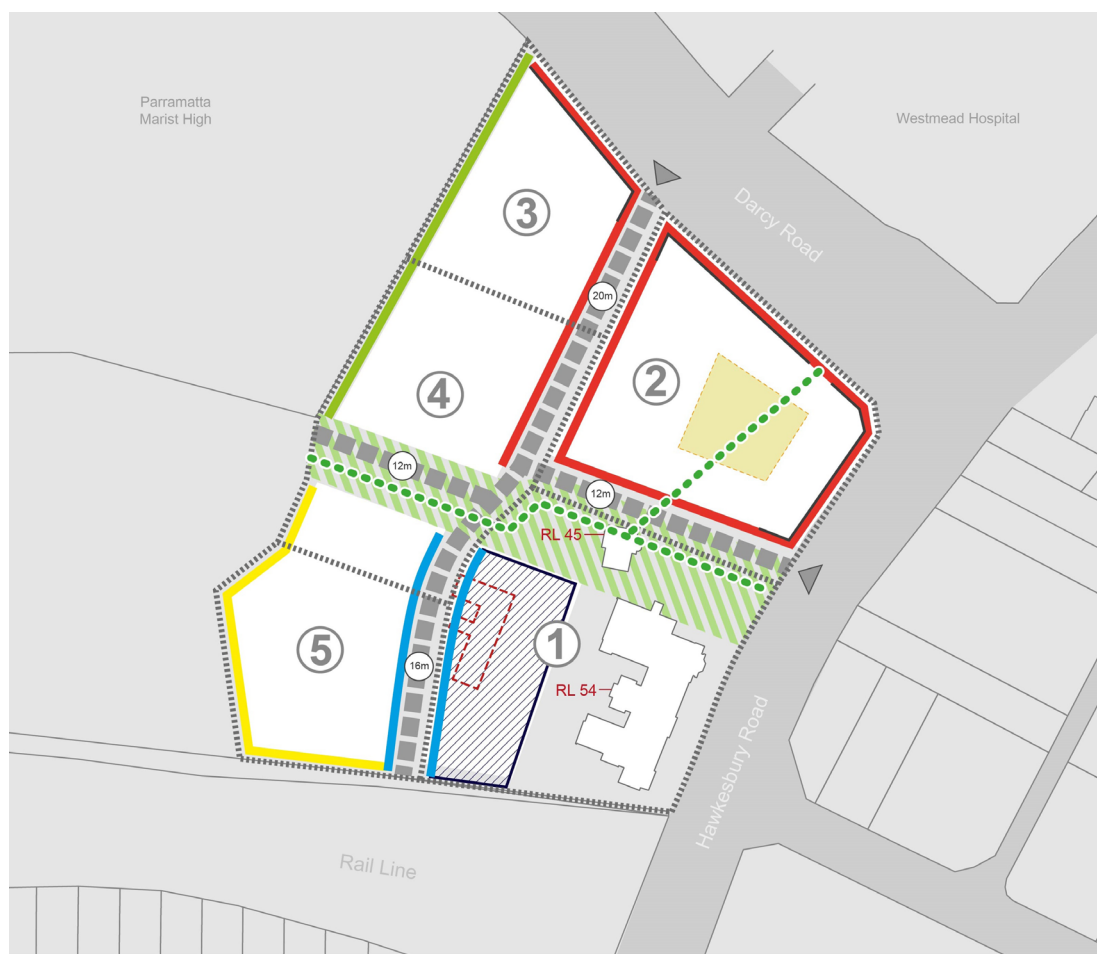 Parramatta
Marist High
Westmead Hospital
Darcy Road
3
20m
2
4
12m
12m
RL 45
1
5
16m
RL 54
Hawkesbury Road
Rail Line